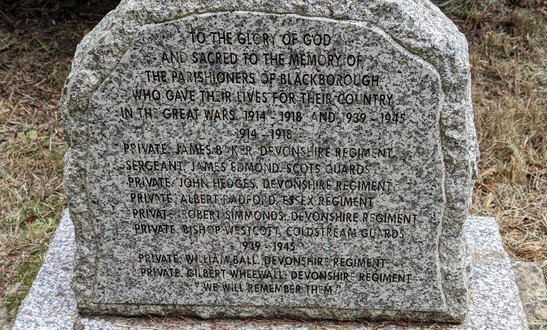 TO THE GLORY OF GOD
AND SACRED TO THE MEMORY OF
THE PARISHIONERS OF BLACKBOROUGH
WHO GAVE THEIR LIVES FOR THEIR COUNTRY
IN THE GREAT WARS. 1914 - 1918 AND 1939 - 1945
1914 - 1918
PRIVATE. JAMES BAKER, DEVONSHIRE REGIMENT
SERGEANT. JAMES EDMOND, SCOTS GUARDS
PRIVATE. JOHN HEDGES, DEVONSHIRE REGIMENT
PRIVATE. ALBERT RADFORD, ESSEX REGIMENT
PRIVATE. ROBERT SIMMONDS, DEVONSHIRE REGIMENT
PRIVATE. BISHOP WESTCOTT, COLDSTREAM GUARDS
939 - 1945
PRIVATE. WILLIAM BALL, DEVONSHIRE REGIMENT
PRIVATE. GILBERT WHEEVALL, DEVONSHIRE REGIMENT
" WE WILL REMEMBER THEM "